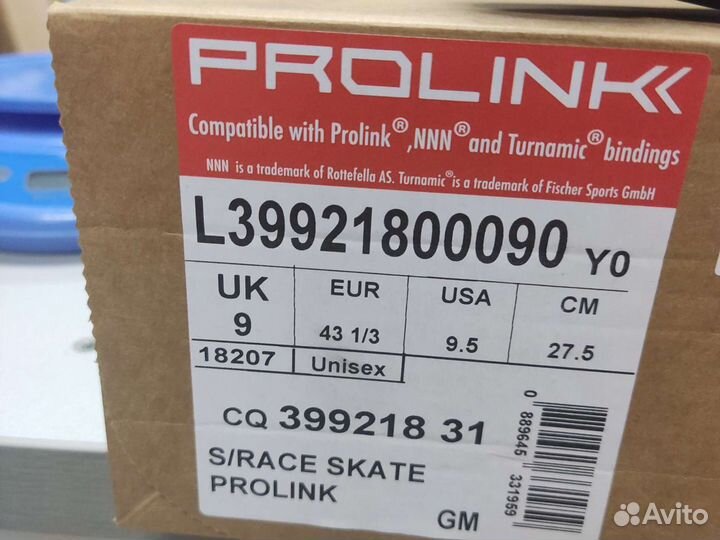 PROLINK
Compatible with Prolink®, NNN® and Turnamic® bindings
NNN is a trademark of Rottefella AS. Turnamic® is a trademark of Fischer Sports GmbH
L39921800090 Y0
UK EUR USA CM
9 43 1/3 9.5 27.5
18207 Unisex
CQ 399218 31
S/RACE SKATE
PROLINK
GM
0 889645 331959
Avito